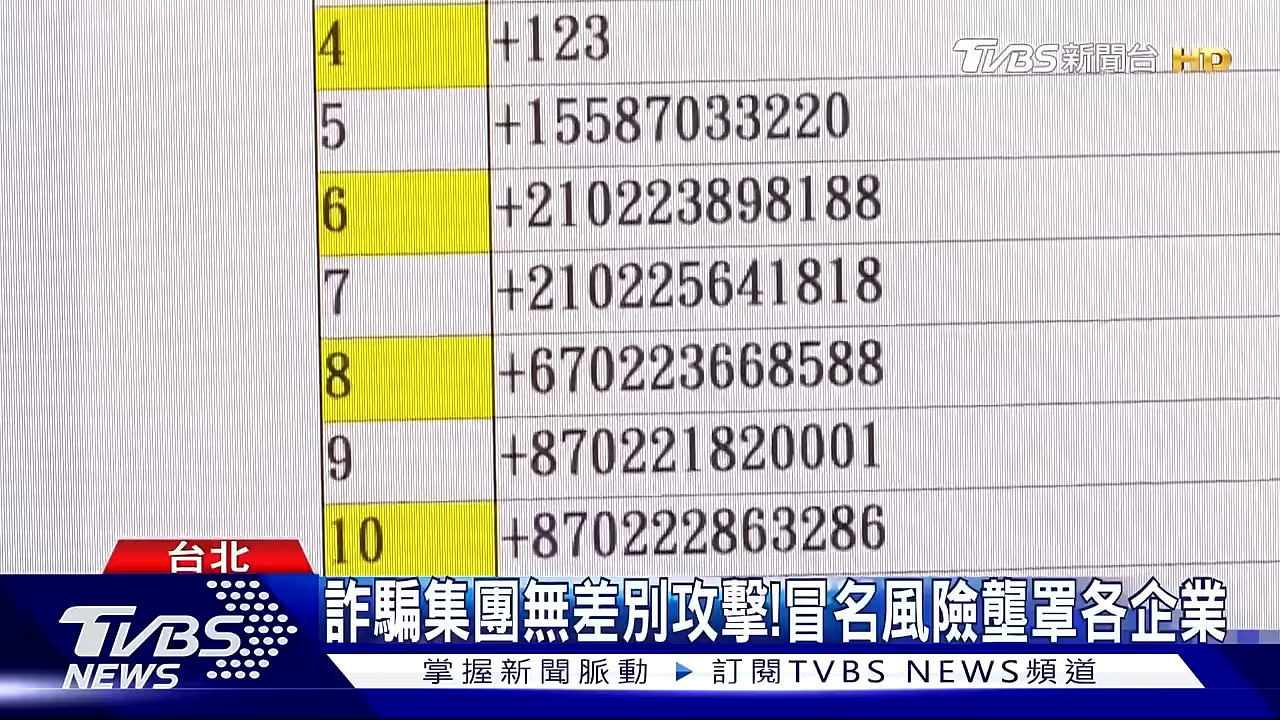 4 +123
TVBS新聞台 HD
5 +15587033220
6 +210223898188
7 +210225641818
8 +670223668588
9 +870221820001
10 +870222863286
台北
詐騙集團無差別攻擊!冒名風險壟罩各企業
TVBS NEWS
掌握新聞脈動 ▶ 訂閱TVBS NEWS頻道